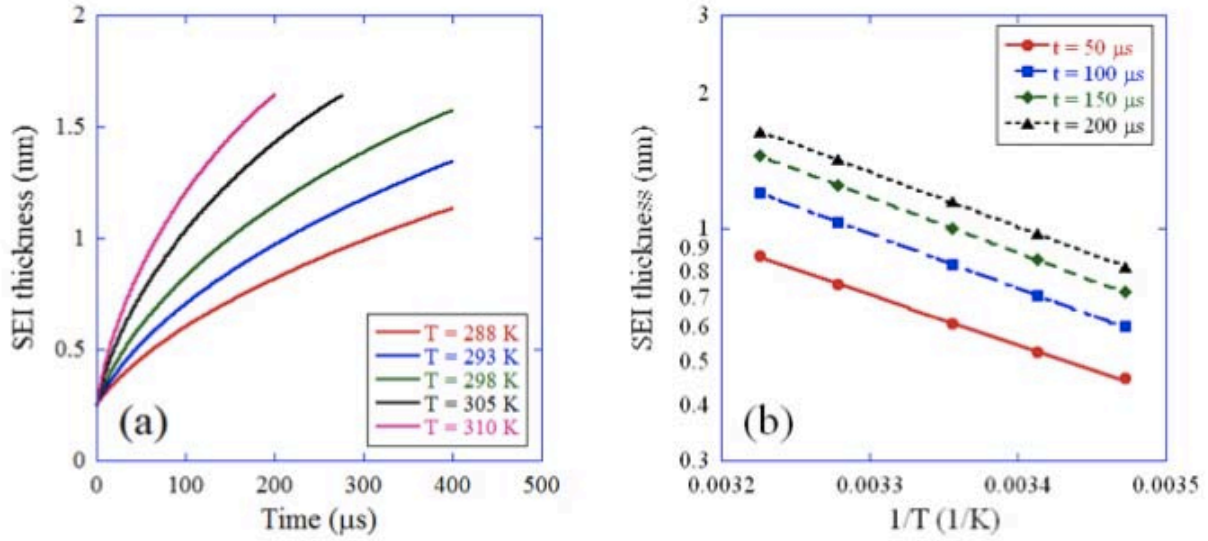 2
1.5
1
0.5
0
SEI thickness (nm)
T = 288 K
T = 293 K
T = 298 K
T = 305 K
T = 310 K
(a)
0 100 200 300 400 500
Time (µs)
3
2
1
0.9
0.8
0.7
0.6
0.5
0.4
0.3
SEI thickness (nm)
t = 50 µs
t = 100 µs
t = 150 µs
t = 200 µs
(b)
0.0032 0.0033 0.0034 0.0035
1/T (1/K)